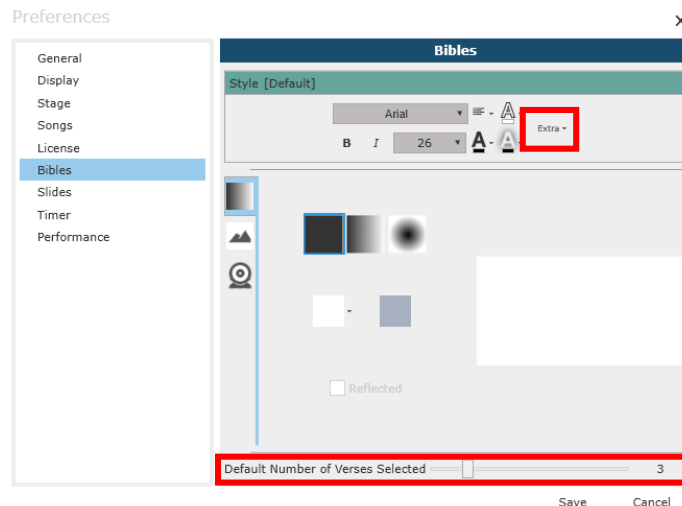 Preferences
X
General
Display
Stage
Songs
License
Bibles
Slides
Timer
Performance
Bibles
Style [Default]
Arial
A
Extra
B I 26 A A
Reflected
Default Number of Verses Selected 3
Save Cancel